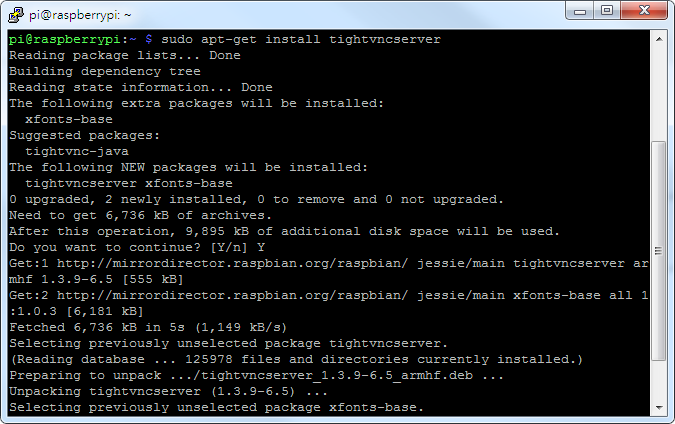 pi@raspberrypi: ~
pi@raspberrypi:~ $ sudo apt-get install tightvncserver
Reading package lists... Done
Building dependency tree
Reading state information... Done
The following extra packages will be installed:
  xfonts-base
Suggested packages:
  tightvnc-java
The following NEW packages will be installed:
  tightvncserver xfonts-base
0 upgraded, 2 newly installed, 0 to remove and 0 not upgraded.
Need to get 6,736 kB of archives.
After this operation, 9,895 kB of additional disk space will be used.
Do you want to continue? [Y/n] Y
Get:1 http://mirrordirector.raspbian.org/raspbian/ jessie/main tightvncserver ar
mhf 1.3.9-6.5 [555 kB]
Get:2 http://mirrordirector.raspbian.org/raspbian/ jessie/main xfonts-base all 1
:1.0.3 [6,181 kB]
Fetched 6,736 kB in 5s (1,149 kB/s)
Selecting previously unselected package tightvncserver.
(Reading database ... 125978 files and directories currently installed.)
Preparing to unpack .../tightvncserver_1.3.9-6.5_armhf.deb ...
Unpacking tightvncserver (1.3.9-6.5) ...
Selecting previously unselected package xfonts-base.